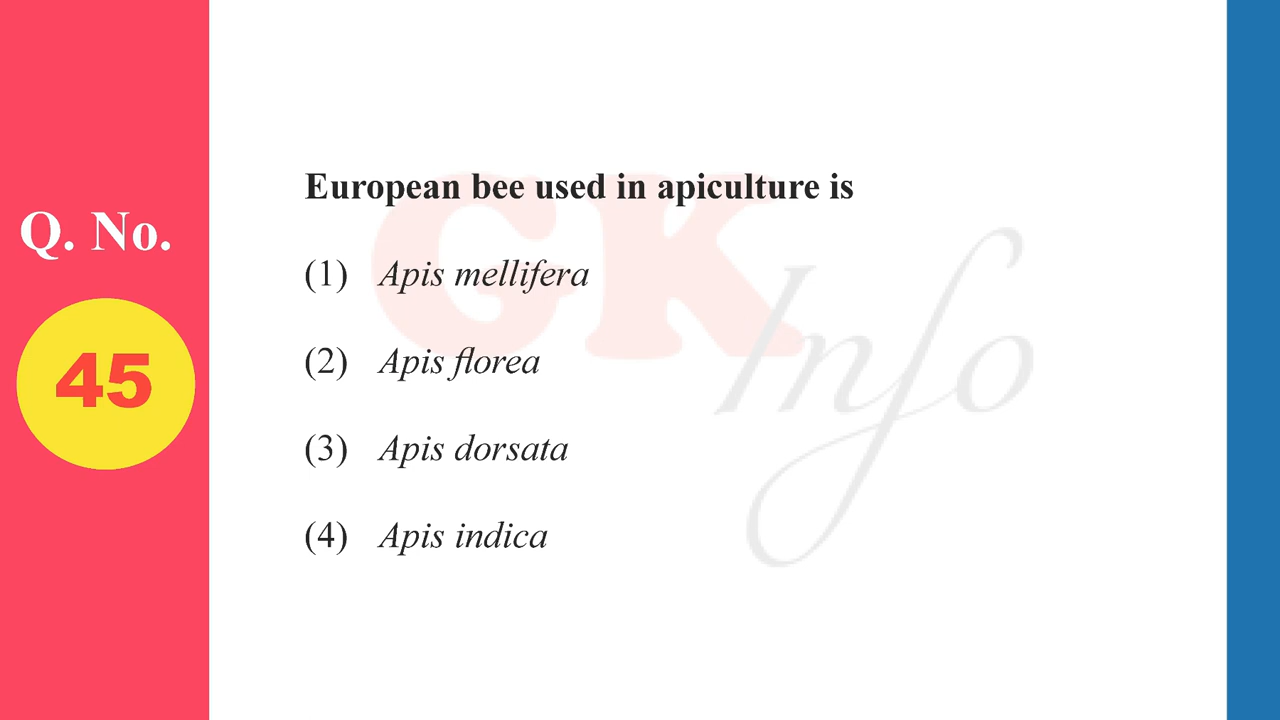 Q. No.
45
European bee used in apiculture is
(1) Apis mellifera
(2) Apis florea
(3) Apis dorsata
(4) Apis indica
GK
Info